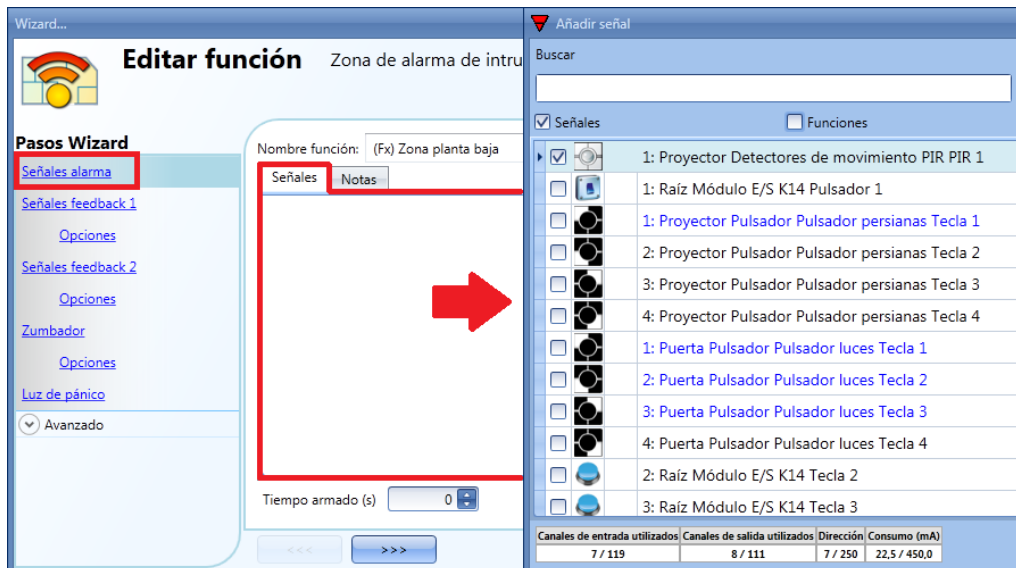 Wizard...
Editar función Zona de alarma de intru
Pasos Wizard
Señales alarma
Señales feedback 1
Opciones
Señales feedback 2
Opciones
Zumbador
Opciones
Luz de pánico
Avanzado
Nombre función: (Fx) Zona planta baja
Señales Notas
Tiempo armado (s) 0
<<< >>>
Añadir señal
Buscar
Señales Funciones
1: Proyector Detectores de movimiento PIR PIR 1
1: Raíz Módulo E/S K14 Pulsador 1
1: Proyector Pulsador Pulsador persianas Tecla 1
2: Proyector Pulsador Pulsador persianas Tecla 2
3: Proyector Pulsador Pulsador persianas Tecla 3
4: Proyector Pulsador Pulsador persianas Tecla 4
1: Puerta Pulsador Pulsador luces Tecla 1
2: Puerta Pulsador Pulsador luces Tecla 2
3: Puerta Pulsador Pulsador luces Tecla 3
4: Puerta Pulsador Pulsador luces Tecla 4
2: Raíz Módulo E/S K14 Tecla 2
3: Raíz Módulo E/S K14 Tecla 3
Canales de entrada utilizados Canales de salida utilizados Dirección Consumo (mA)
7 / 119 8 / 111 7 / 250 22,5 / 450,0